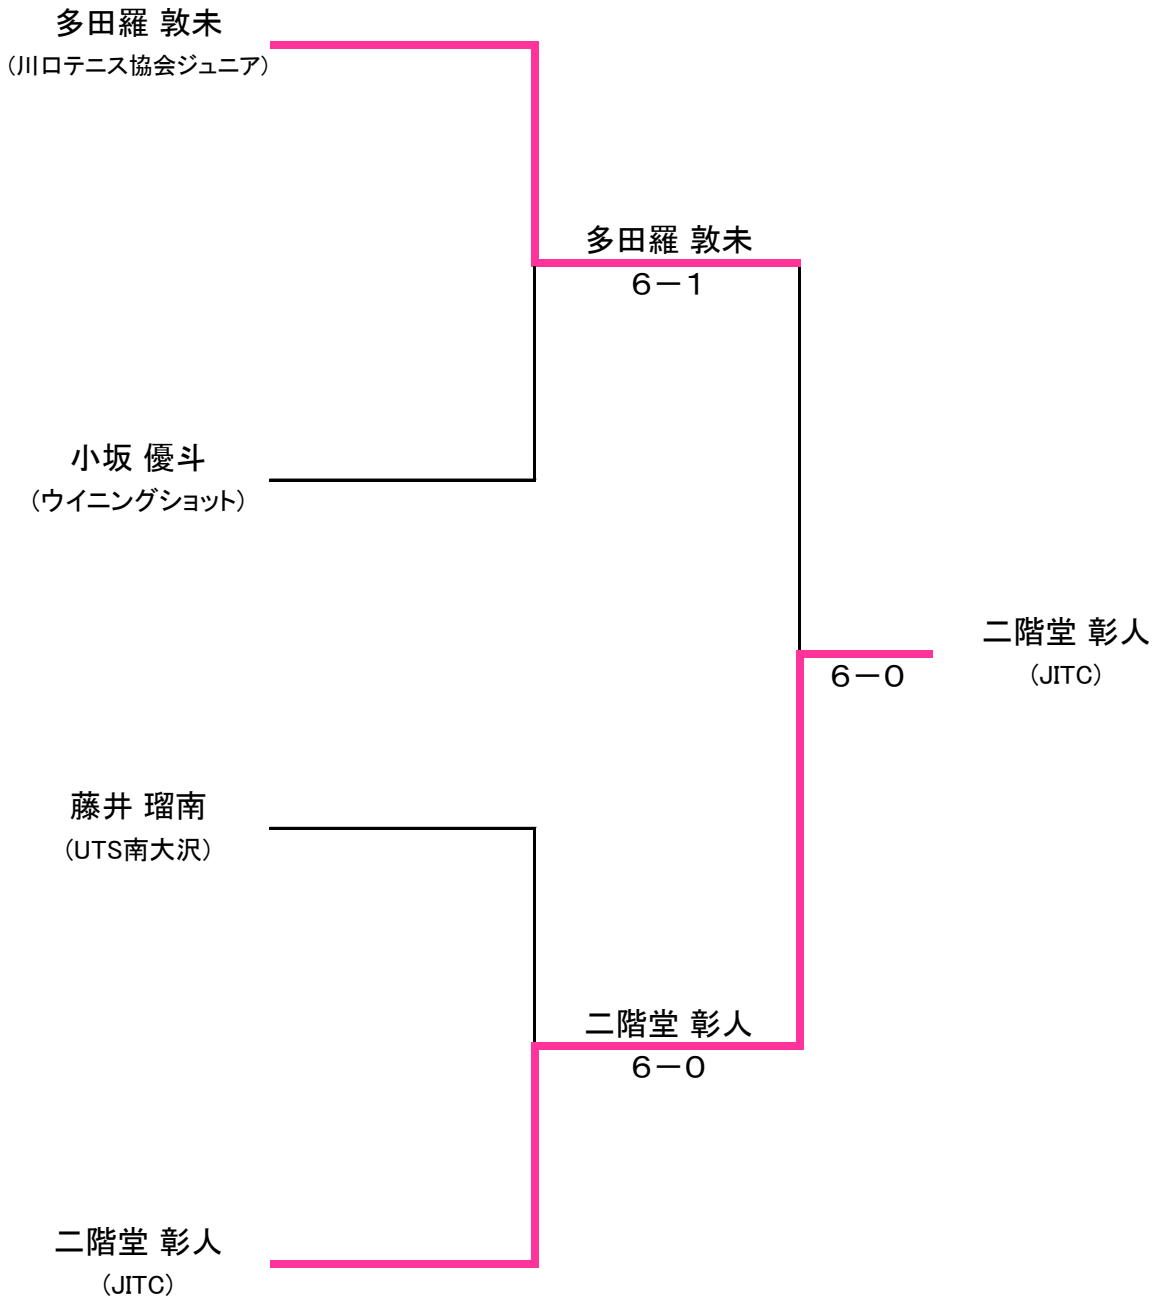 多田羅 敦未
（川口テニス協会ジュニア）
多田羅 敦未
６－１
小坂 優斗
（ウイニングショット）
二階堂 彰人
（JITC）
６－０
藤井 瑠南
（UTS南大沢）
二階堂 彰人
６－０
二階堂 彰人
（JITC）